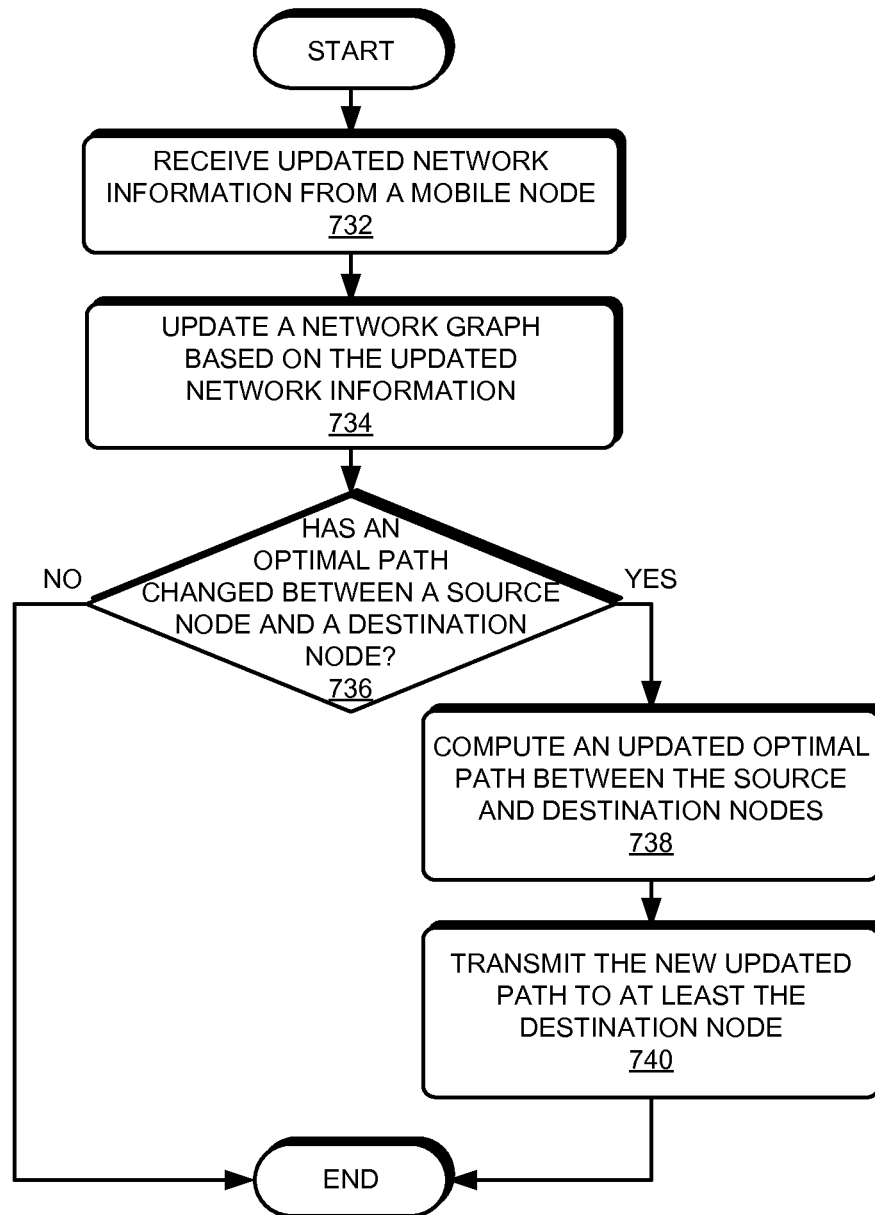 START
RECEIVE UPDATED NETWORK
INFORMATION FROM A MOBILE NODE
732
UPDATE A NETWORK GRAPH
BASED ON THE UPDATED
NETWORK INFORMATION
734
HAS AN
OPTIMAL PATH
CHANGED BETWEEN A SOURCE
NODE AND A DESTINATION
NODE?
736
NO
YES
COMPUTE AN UPDATED OPTIMAL
PATH BETWEEN THE SOURCE
AND DESTINATION NODES
738
TRANSMIT THE NEW UPDATED
PATH TO AT LEAST THE
DESTINATION NODE
740
END